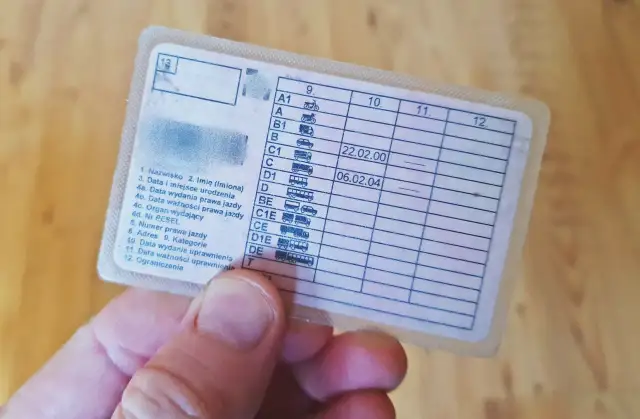 13
1. Nazwisko 2. Imię (imiona)
3. Data i miejsce urodzenia
4a. Data wydania prawa jazdy
4b. Data ważności prawa jazdy
4c. Organ wydający
4d. Nr PESEL
5. Numer prawa jazdy
8. Adres 9. Kategorie
10. Data wydania uprawnienia
11. Data ważności uprawnienia
12. Ograniczenia
9 10 11 12
A1
A
B1
B 22.02.00
C1
C 06.02.04
D1
D
BE
C1E
CE
D1E
DE
T